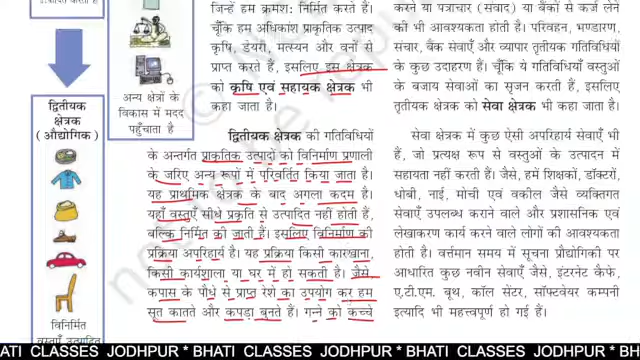 प्रदान करता है
द्वितीयक
क्षेत्रक
(औद्योगिक)
विनिर्मित
वस्तुएँ उत्पादित
अन्य क्षेत्रों के
विकास में मदद
पहुँचाता है
जिन्हें हम क्रमशः निर्मित करते हैं।
चूँकि हम अधिकांश प्राकृतिक उत्पाद
कृषि, डेयरी, मत्स्यन और वनों से
प्राप्त करते हैं, इसलिए इस क्षेत्रक
को कृषि एवं सहायक क्षेत्रक भी
कहा जाता है।
द्वितीयक क्षेत्रक की गतिविधियों
के अन्तर्गत प्राकृतिक उत्पादों को विनिर्माण प्रणाली
के जरिए अन्य रूपों में परिवर्तित किया जाता है।
यह प्राथमिक क्षेत्रक के बाद अगला कदम है।
यहाँ वस्तुएँ सीधे प्रकृति से उत्पादित नहीं होती हैं,
बल्कि निर्मित की जाती हैं। इसलिए विनिर्माण की
प्रक्रिया अपरिहार्य है। यह प्रक्रिया किसी कारखाना,
किसी कार्यशाला या घर में हो सकती है। जैसे,
कपास के पौधे से प्राप्त रेशे का उपयोग कर हम
सूत कातते और कपड़ा बुनते हैं। गन्ने को कच्चे
करने या पत्राचार (संवाद) या बैंकों से कर्ज लेने
की भी आवश्यकता होती है। परिवहन, भण्डारण,
संचार, बैंक सेवाएँ और व्यापार तृतीयक गतिविधियों
के कुछ उदाहरण हैं। चूँकि ये गतिविधियाँ वस्तुओं
के बजाय सेवाओं का सृजन करती हैं, इसलिए
तृतीयक क्षेत्रक को सेवा क्षेत्रक भी कहा जाता है।
सेवा क्षेत्रक में कुछ ऐसी अपरिहार्य सेवाएँ भी
हैं, जो प्रत्यक्ष रूप से वस्तुओं के उत्पादन में
सहायता नहीं करती हैं। जैसे, हमें शिक्षकों, डॉक्टरों,
धोबी, नाई, मोची एवं वकील जैसे व्यक्तिगत
सेवाएँ उपलब्ध कराने वाले और प्रशासनिक एवं
लेखाकरण कार्य करने वाले लोगों की आवश्यकता
होती है। वर्तमान समय में सूचना प्रौद्योगिकी पर
आधारित कुछ नवीन सेवाएँ जैसे, इंटरनेट कैफे,
ए.टी.एम. बूथ, कॉल सेंटर, सॉफ्टवेयर कम्पनी
इत्यादि भी महत्त्वपूर्ण हो गई हैं।
HATI CLASSES JODHPUR * BHATI CLASSES JODHPUR * BHATI CLASSES JODHPUR * BHATI